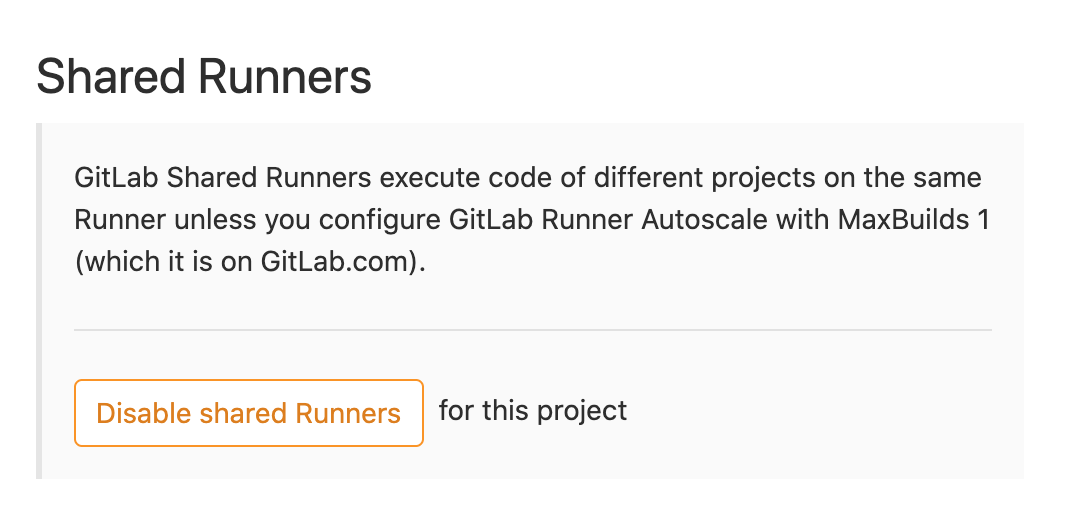 Shared Runners
GitLab Shared Runners execute code of different projects on the same
Runner unless you configure GitLab Runner Autoscale with MaxBuilds 1
(which it is on GitLab.com).
Disable shared Runners for this project